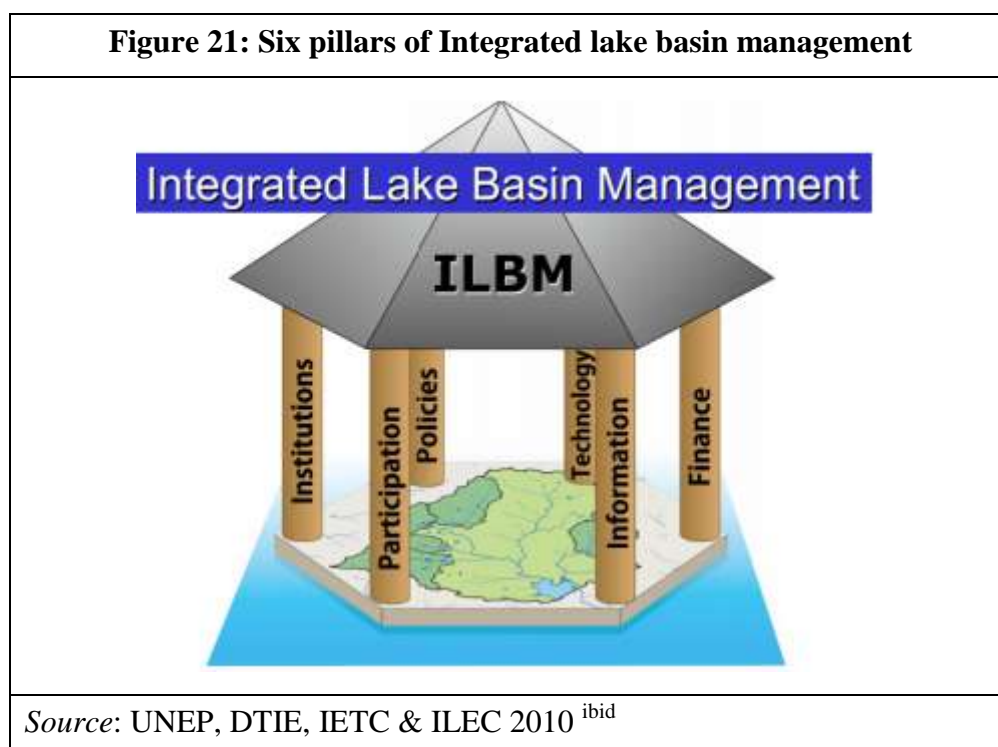 Figure 21: Six pillars of Integrated lake basin management
Integrated Lake Basin Management
ILBM
Institutions
Participation
Policies
Technology
Information
Finance
Source: UNEP, DTIE, IETC & ILEC 2010 ibid